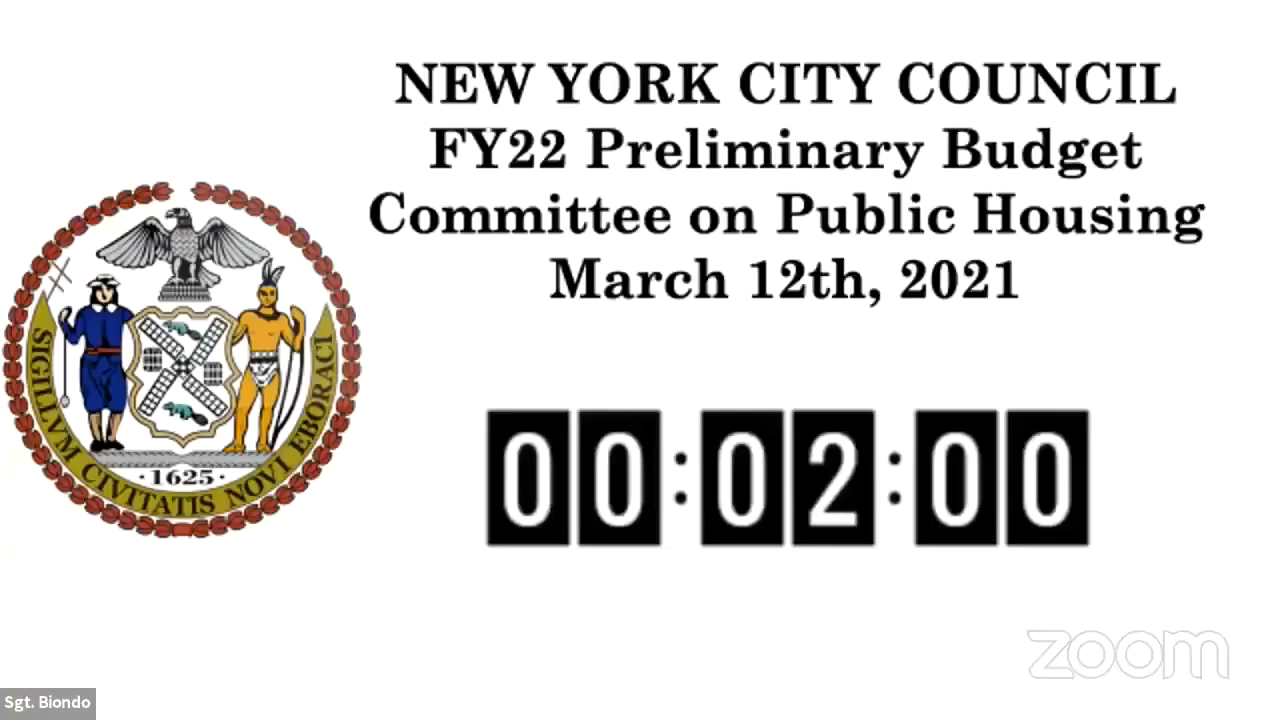 NEW YORK CITY COUNCIL
FY22 Preliminary Budget
Committee on Public Housing
March 12th, 2021
SIGILLVM CIVITATIS NOVI EBORACI
·1625·
00:02:00
zoom
Sgt. Biondo